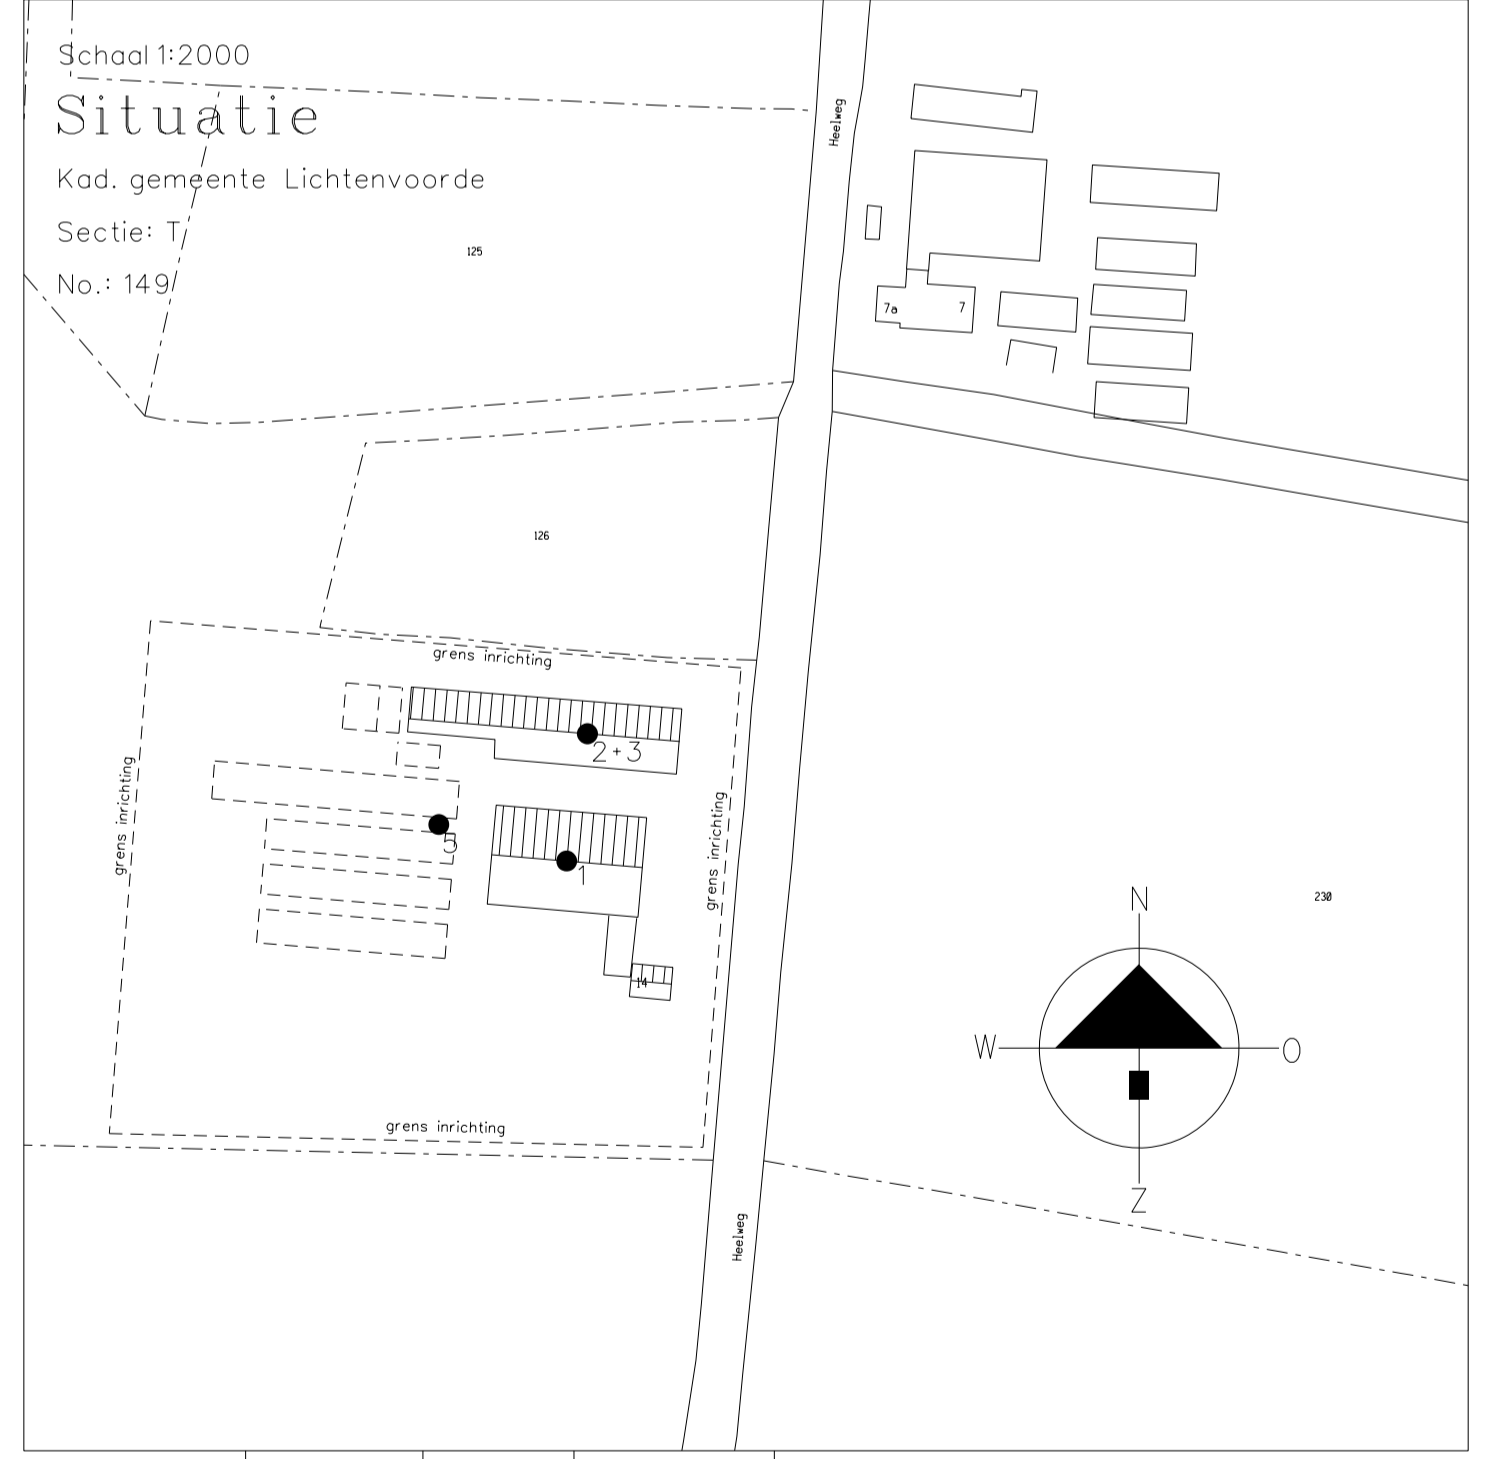 Schaal 1:2000
Situatie
Kad. gemeente Lichtenvoorde
Sectie: T
No.: 149
Heelweg
125
7a
7
126
grens inrichting
2+3
grens inrichting
grens inrichting
5
1
14
230
N
W
O
Z
grens inrichting
Heelweg